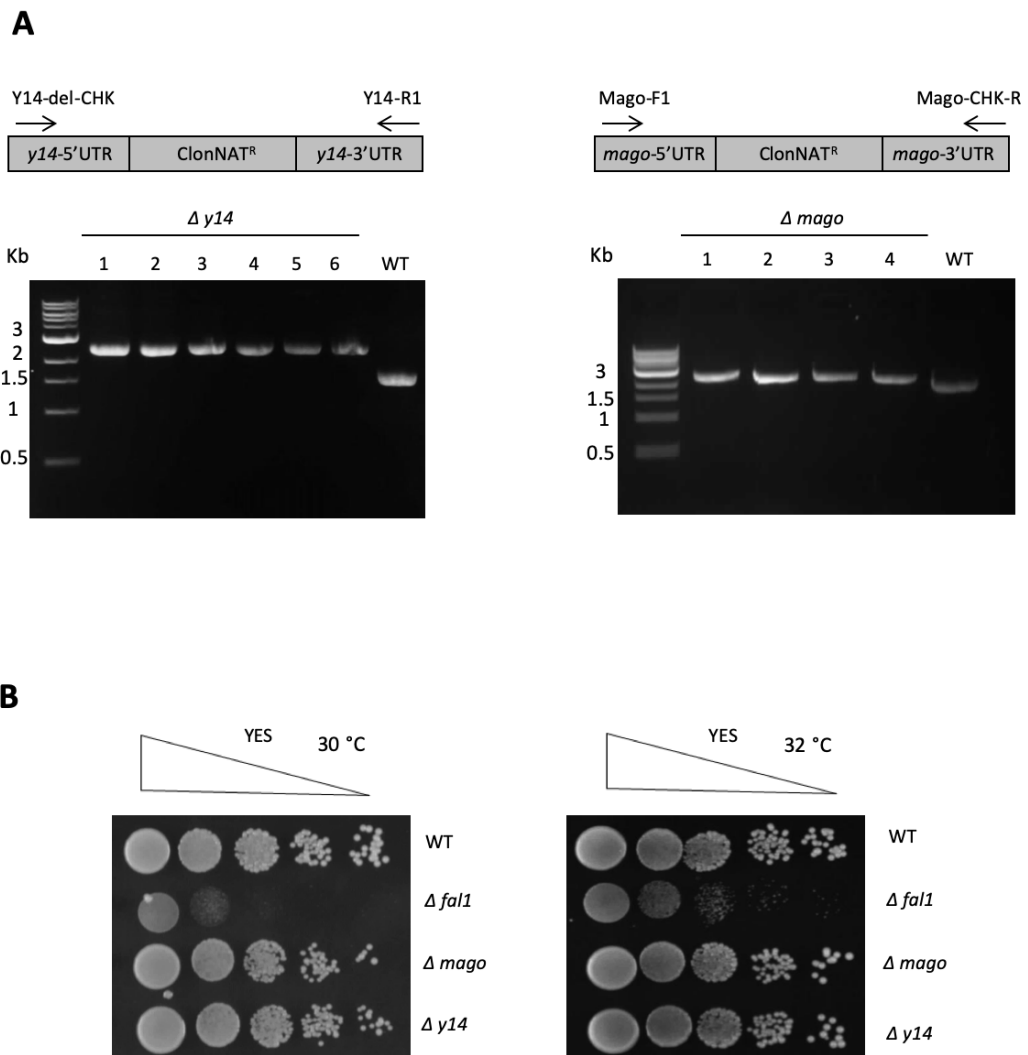 A
Y14-del-CHK Y14-R1 Mago-F1 Mago-CHK-R
y14-5’UTR ClonNATᴿ y14-3’UTR mago-5’UTR ClonNATᴿ mago-3’UTR
Δ y14 Δ mago
Kb 1 2 3 4 5 6 WT Kb 1 2 3 4 WT
3
2
1.5
1
0.5
3
1.5
1
0.5
B
YES 30 °C YES 32 °C
WT WT
Δ fal1 Δ fal1
Δ mago Δ mago
Δ y14 Δ y14